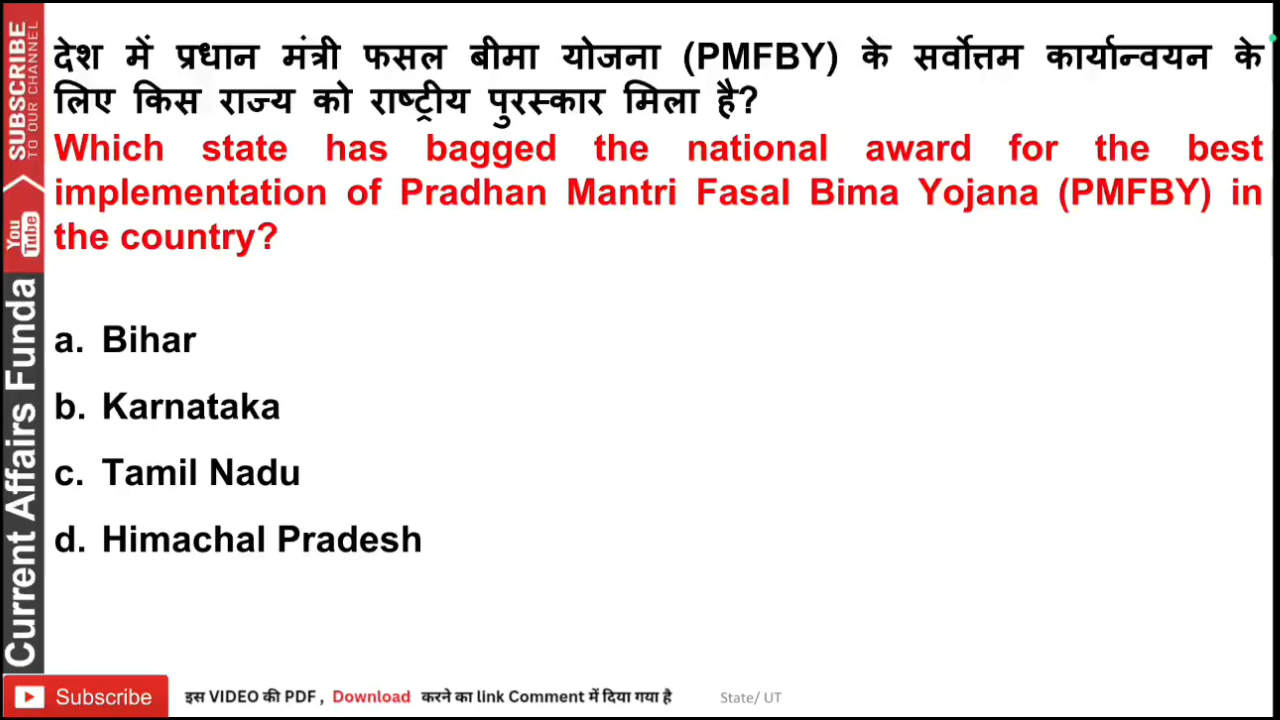 देश में प्रधान मंत्री फसल बीमा योजना (PMFBY) के सर्वोत्तम कार्यान्वयन के
लिए किस राज्य को राष्ट्रीय पुरस्कार मिला है?
Which state has bagged the national award for the best
implementation of Pradhan Mantri Fasal Bima Yojana (PMFBY) in
the country?
a. Bihar
b. Karnataka
c. Tamil Nadu
d. Himachal Pradesh
SUBSCRIBE
TO OUR CHANNEL
You
Tube
Current Affairs Funda
Subscribe
इस VIDEO की PDF , Download करने का link Comment में दिया गया है
State/ UT